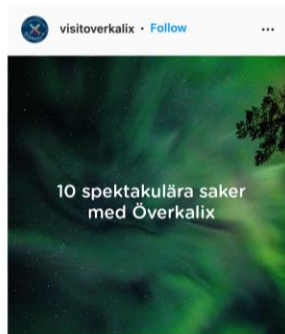 visitoverkalix • Follow
10 spektakulära saker
med Överkalix